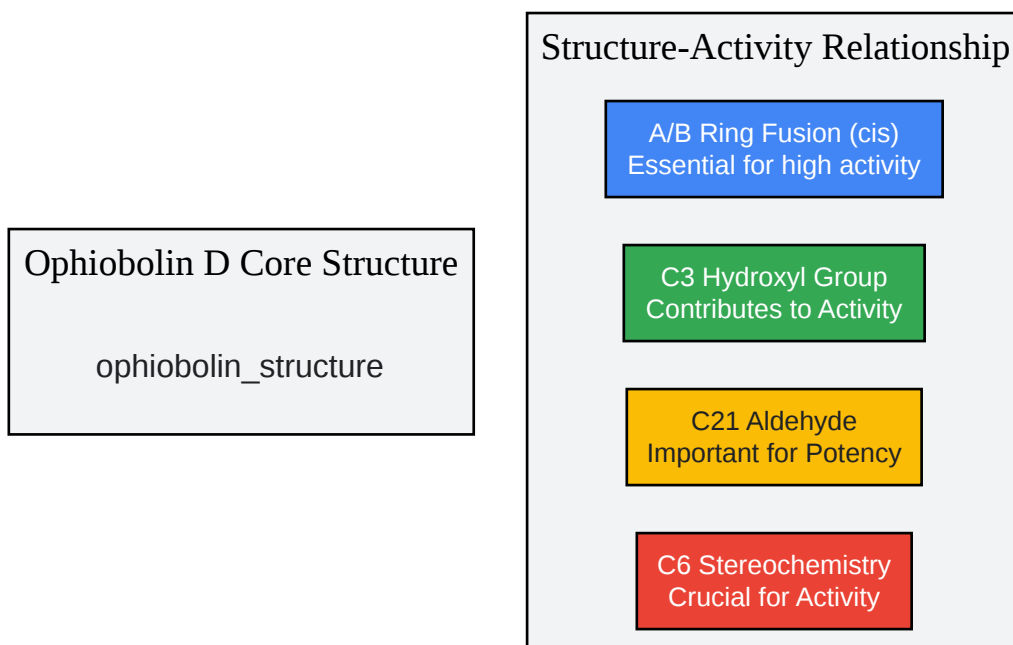 Ophiobolin D Core Structure
ophiobolin_structure
Structure-Activity Relationship
A/B Ring Fusion (cis)
Essential for high activity
C3 Hydroxyl Group
Contributes to Activity
C21 Aldehyde
Important for Potency
C6 Stereochemistry
Crucial for Activity